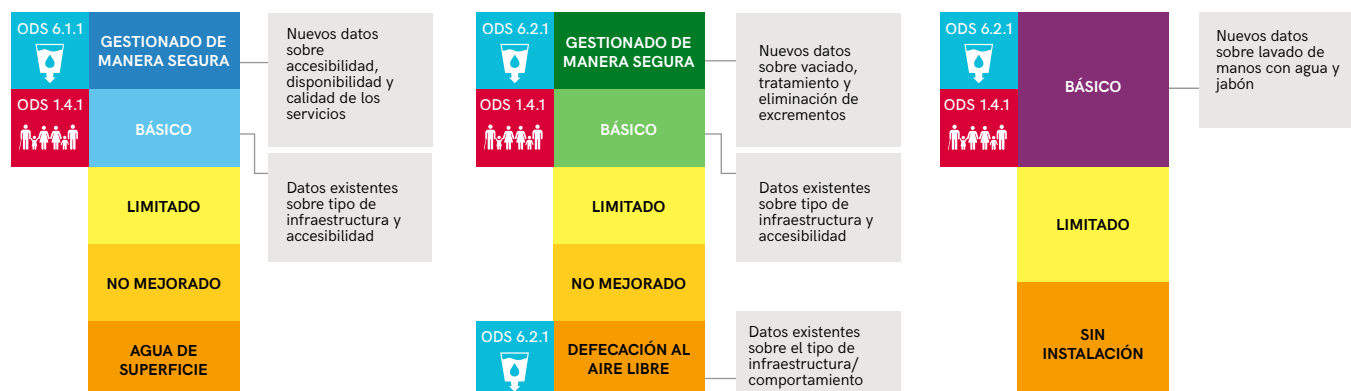 ODS 6.1.1
GESTIONADO DE
MANERA SEGURA
Nuevos datos
sobre
accesibilidad,
disponibilidad y
calidad de los
servicios
ODS 1.4.1
BÁSICO
Datos existentes
sobre tipo de
infraestructura y
accesibilidad
LIMITADO
NO MEJORADO
AGUA DE
SUPERFICIE
ODS 6.2.1
GESTIONADO DE
MANERA SEGURA
Nuevos datos
sobre vaciado,
tratamiento y
eliminación de
excrementos
ODS 1.4.1
BÁSICO
Datos existentes
sobre tipo de
infraestructura y
accesibilidad
LIMITADO
NO MEJORADO
ODS 6.2.1
DEFECACIÓN AL
AIRE LIBRE
Datos existentes
sobre el tipo de
infraestructura/
comportamiento
ODS 6.2.1
ODS 1.4.1
BÁSICO
Nuevos datos
sobre lavado de
manos con agua y
jabón
LIMITADO
SIN
INSTALACIÓN